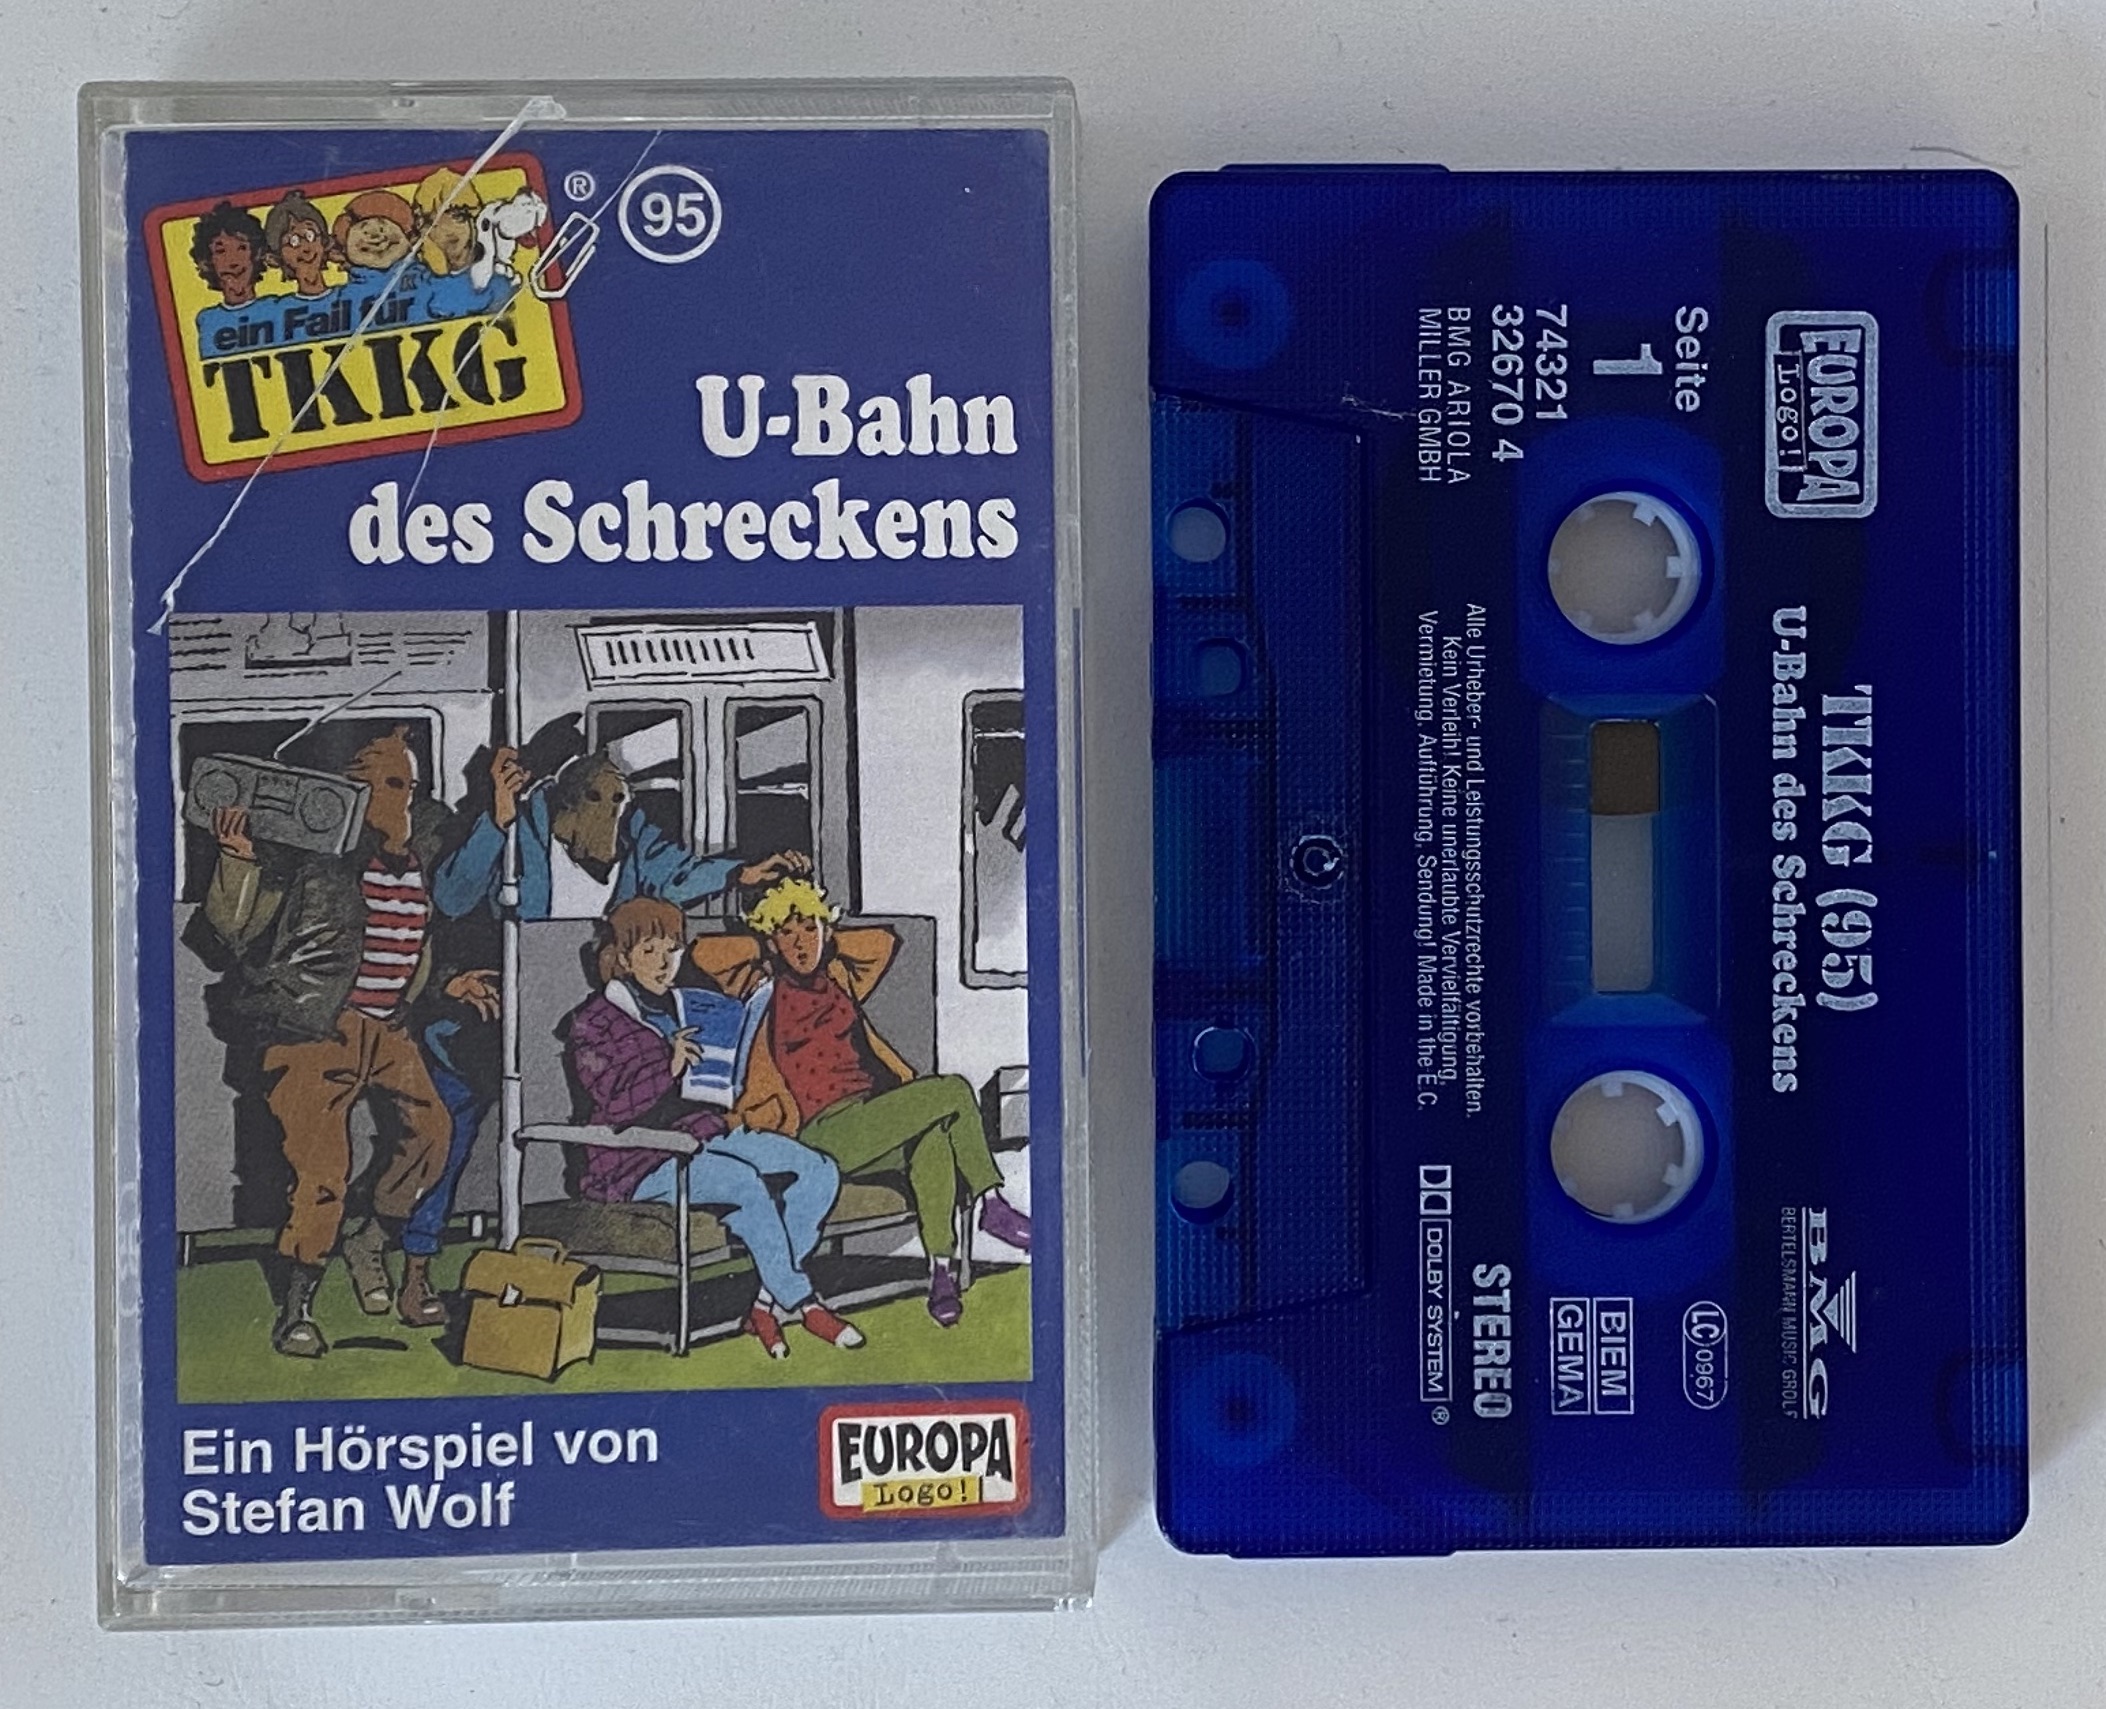 ein Fall für
TKKG
®
95
U-Bahn
des Schreckens
Ein Hörspiel von
Stefan Wolf
EUROPA
Logo!
EUROPA
Logo!
TKKG (95)
U-Bahn des Schreckens
BMG
BERTELSMANN MUSIC GROUP
Seite
1
LC 0967
BIEM
GEMA
74321
32670 4
BMG ARIOLA
MILLER GMBH
STEREO
Alle Urheber- und Leistungsschutzrechte vorbehalten.
Kein Verleih! Keine unerlaubte Vervielfältigung,
Vermietung, Aufführung, Sendung! Made in the E.C.
DOLBY SYSTEM ®